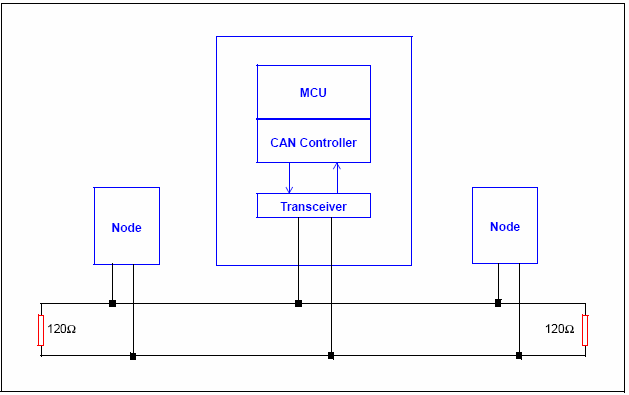 MCU
CAN Controller
Transceiver
Node
Node
120Ω
120Ω